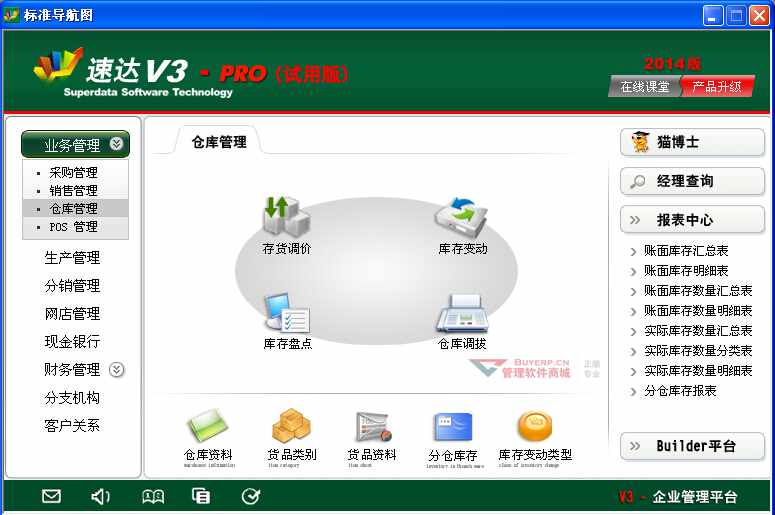 标准导航图
速达V3 - PRO (试用版)
Superdata Software Technology
2014版
在线课堂 产品升级
业务管理
采购管理
销售管理
仓库管理
POS 管理
生产管理
分销管理
网店管理
现金银行
财务管理
分支机构
客户关系
仓库管理
存货调价
库存变动
库存盘点
仓库调拔
BUYERP.CN
管理软件商城
正版
专业
仓库资料
warehouse information
货品类别
item category
货品资料
item sheet
分仓库存
inventory in branch ware
库存变动类型
class of inventory change
猫博士
经理查询
报表中心
账面库存汇总表
账面库存明细表
账面库存数量汇总表
账面库存数量明细表
实际库存数量汇总表
实际库存数量分类表
实际库存数量明细表
分仓库存报表
Builder平台
V3 - 企业管理平台